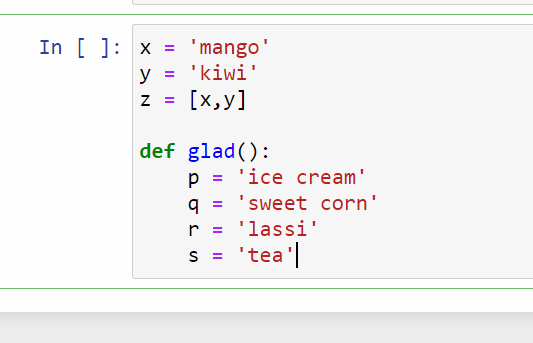 In [ ]: x = 'mango'
y = 'kiwi'
z = [x,y]

def glad():
    p = 'ice cream'
    q = 'sweet corn'
    r = 'lassi'
    s = 'tea'